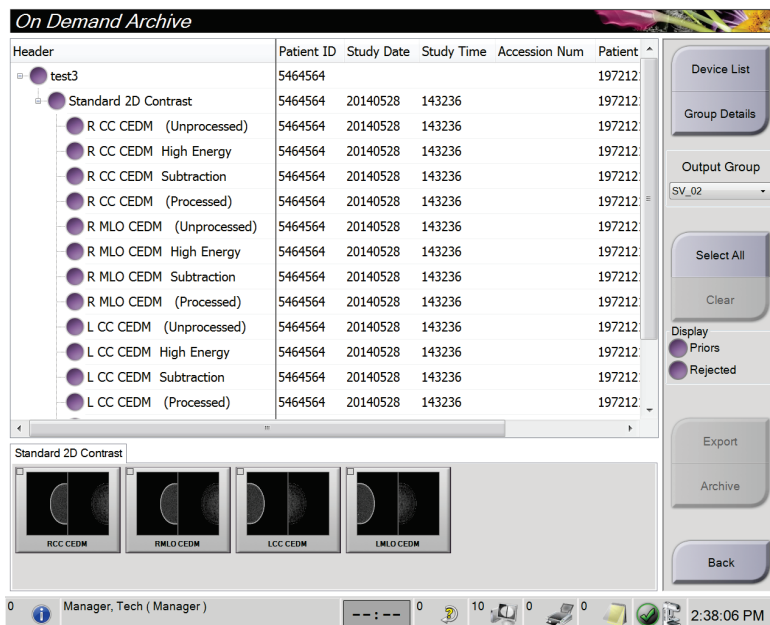 On Demand Archive
Header Patient ID Study Date Study Time Accession Num Patient
test3 5464564 197212
Standard 2D Contrast 5464564 20140528 143236 197212
R CC CEDM (Unprocessed) 5464564 20140528 143236 197212
R CC CEDM High Energy 5464564 20140528 143236 197212
R CC CEDM Subtraction 5464564 20140528 143236 197212
R CC CEDM (Processed) 5464564 20140528 143236 197212
R MLO CEDM (Unprocessed) 5464564 20140528 143236 197212
R MLO CEDM High Energy 5464564 20140528 143236 197212
R MLO CEDM Subtraction 5464564 20140528 143236 197212
R MLO CEDM (Processed) 5464564 20140528 143236 197212
L CC CEDM (Unprocessed) 5464564 20140528 143236 197212
L CC CEDM High Energy 5464564 20140528 143236 197212
L CC CEDM Subtraction 5464564 20140528 143236 197212
L CC CEDM (Processed) 5464564 20140528 143236 197212
Device List
Group Details
Output Group
SV_02
Select All
Clear
Display
Priors
Rejected
Export
Archive
Back
Standard 2D Contrast
RCC CEDM RMLO CEDM LCC CEDM LMLO CEDM
0 Manager, Tech ( Manager ) --:-- 0 10 0 0 2:38:06 PM